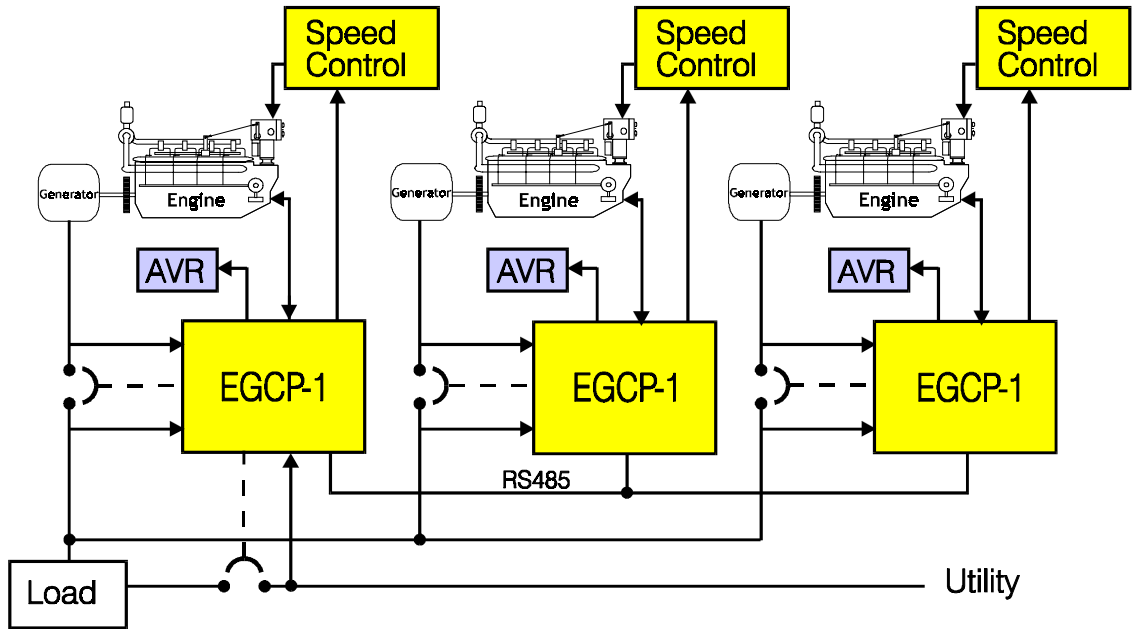 Speed
Control
Speed
Control
Speed
Control
Generator
Engine
Generator
Engine
Generator
Engine
AVR
AVR
AVR
EGCP-1
EGCP-1
EGCP-1
RS485
Load
Utility